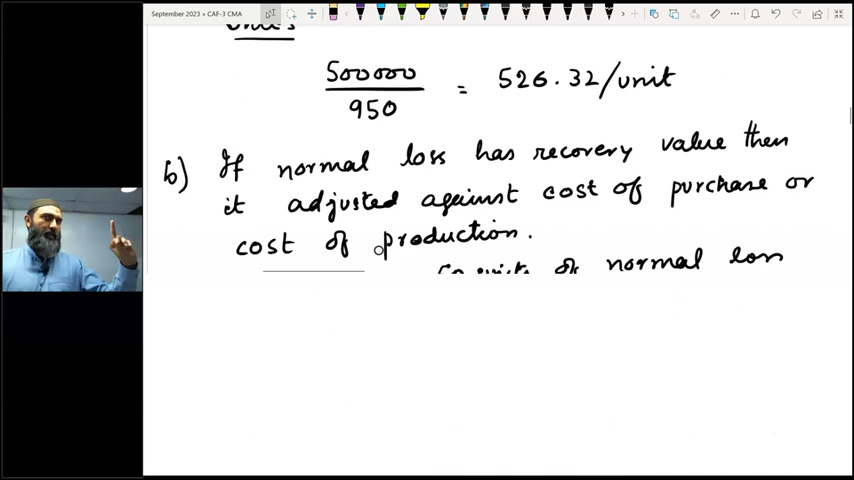 September 2023 • CAF-3 CMA
500000
950
= 526.32/unit
b) If normal loss has recovery value then
it adjusted against cost of purchase or
cost of production.
of normal loss